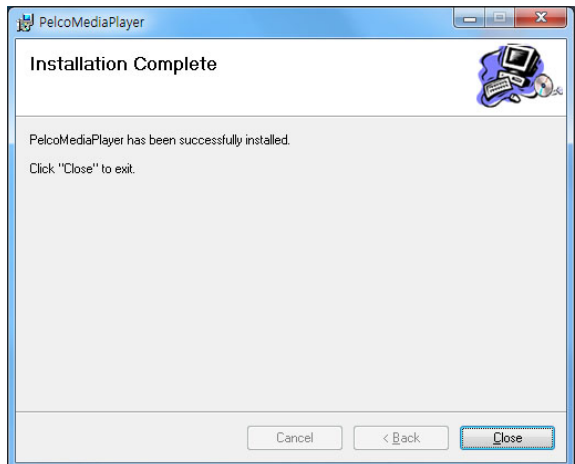 PelcoMediaPlayer
Installation Complete
PelcoMediaPlayer has been successfully installed.
Click "Close" to exit.
Cancel
< Back
Close